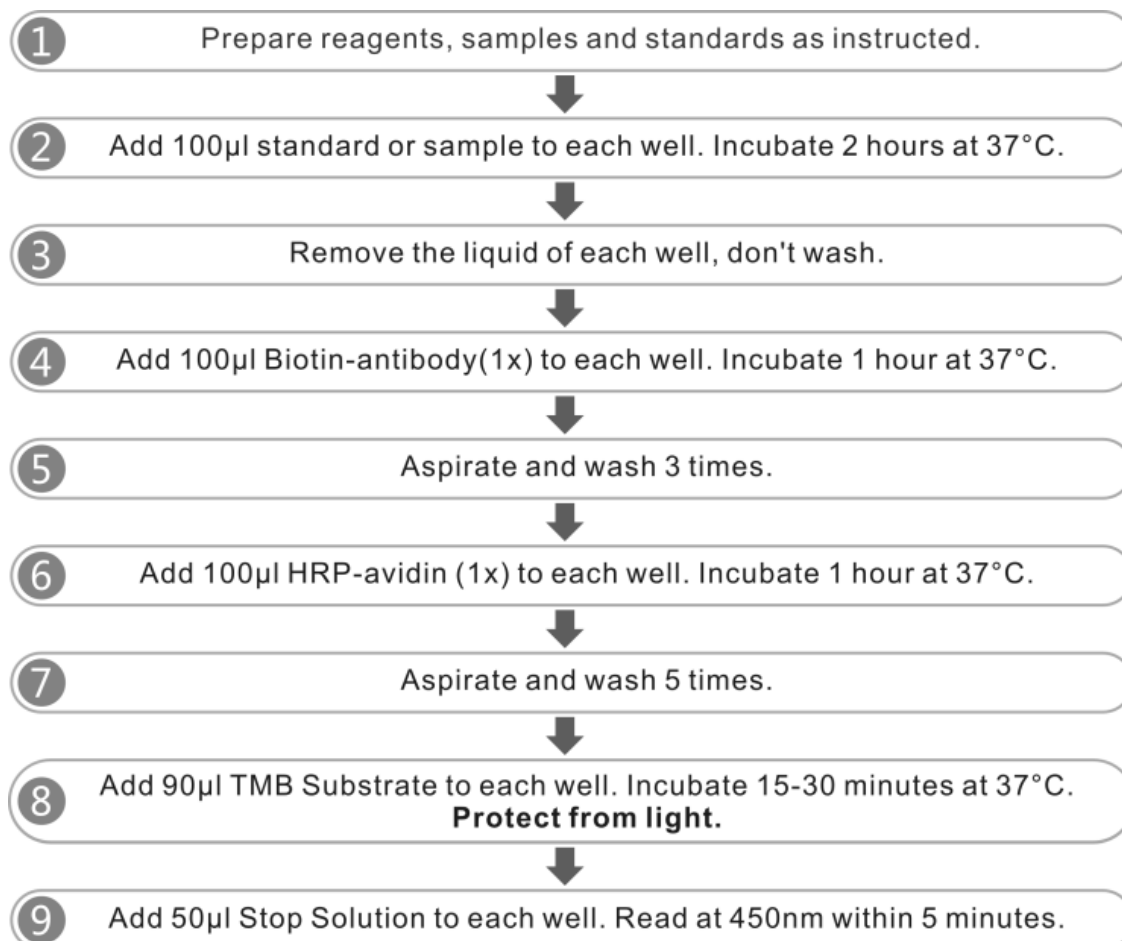 1 Prepare reagents, samples and standards as instructed.
2 Add 100µl standard or sample to each well. Incubate 2 hours at 37°C.
3 Remove the liquid of each well, don't wash.
4 Add 100µl Biotin-antibody(1x) to each well. Incubate 1 hour at 37°C.
5 Aspirate and wash 3 times.
6 Add 100µl HRP-avidin (1x) to each well. Incubate 1 hour at 37°C.
7 Aspirate and wash 5 times.
8 Add 90µl TMB Substrate to each well. Incubate 15-30 minutes at 37°C.
Protect from light.
9 Add 50µl Stop Solution to each well. Read at 450nm within 5 minutes.